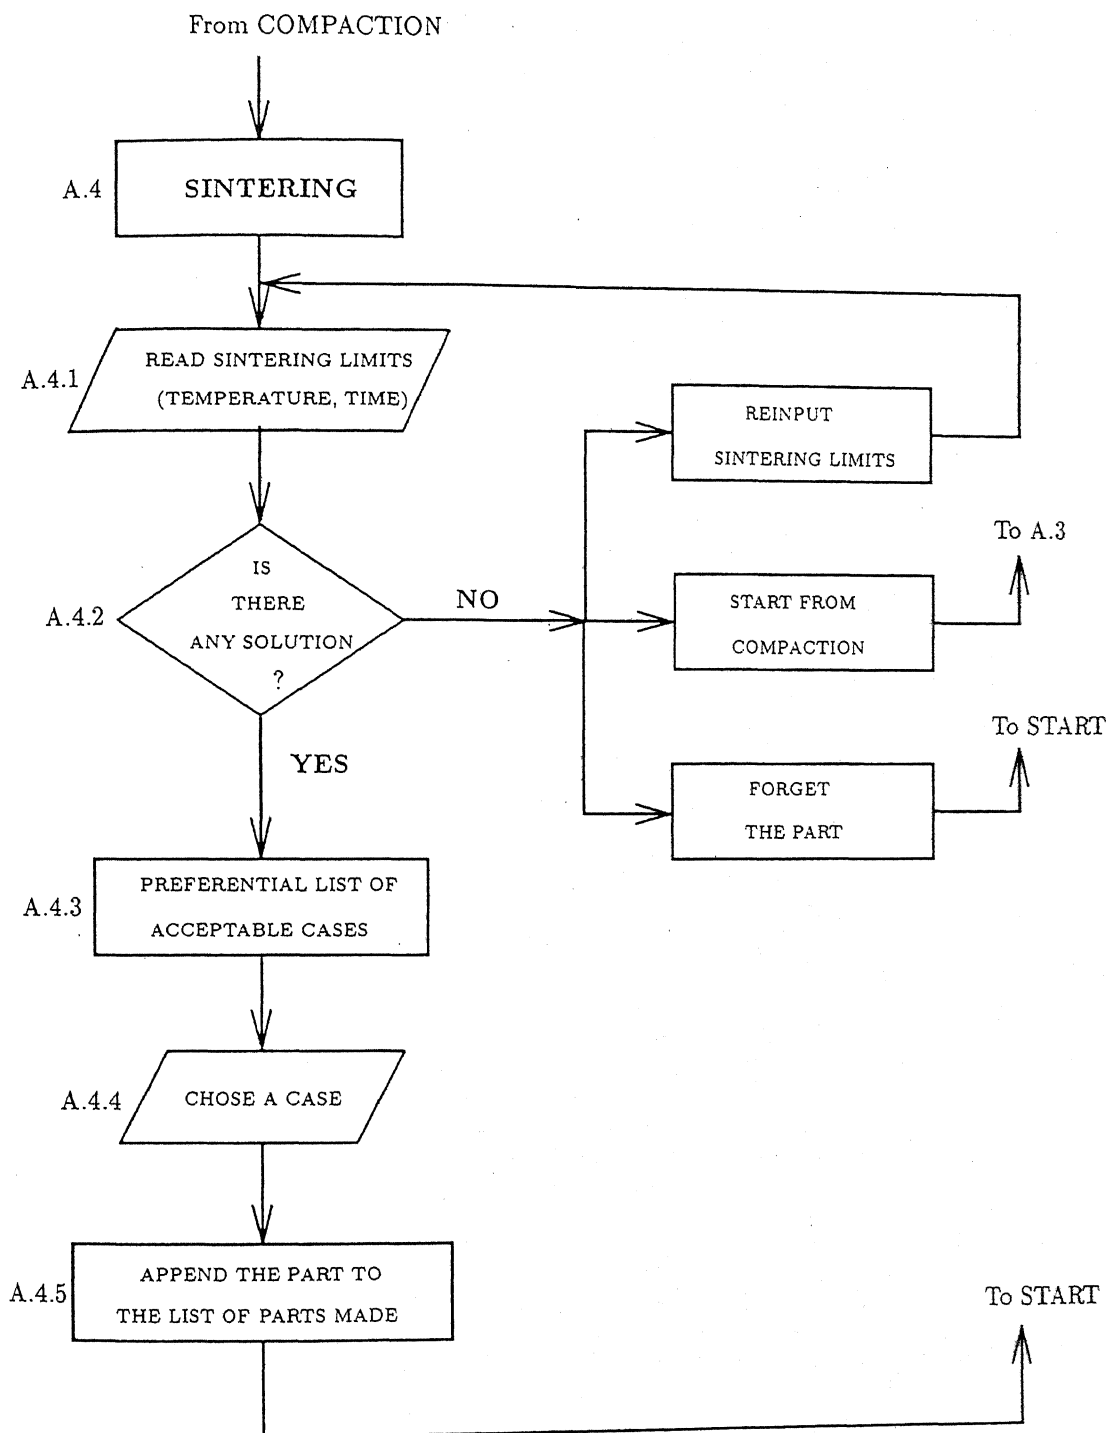 From COMPACTION
A.4
SINTERING
A.4.1
READ SINTERING LIMITS
(TEMPERATURE, TIME)
REINPUT
SINTERING LIMITS
To A.3
A.4.2
IS
THERE
ANY SOLUTION
?
NO
START FROM
COMPACTION
To START
YES
FORGET
THE PART
A.4.3
PREFERENTIAL LIST OF
ACCEPTABLE CASES
A.4.4
CHOSE A CASE
A.4.5
APPEND THE PART TO
THE LIST OF PARTS MADE
To START